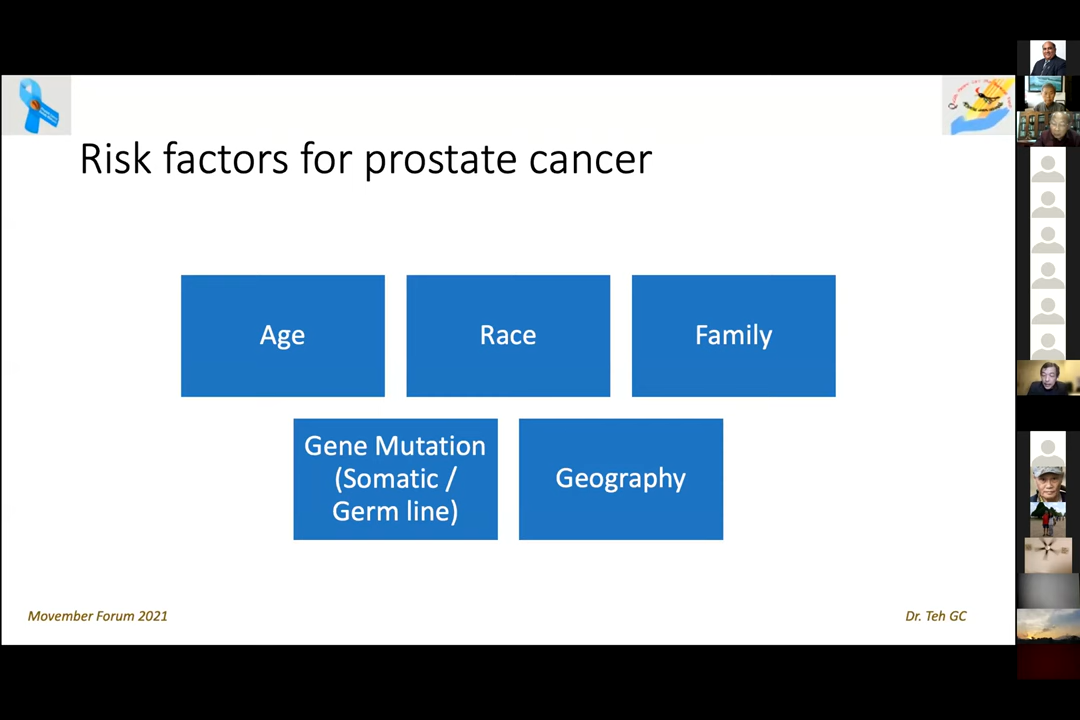 Risk factors for prostate cancer
Age
Race
Family
Gene Mutation
(Somatic /
Germ line)
Geography
Movember Forum 2021
Dr. Teh GC